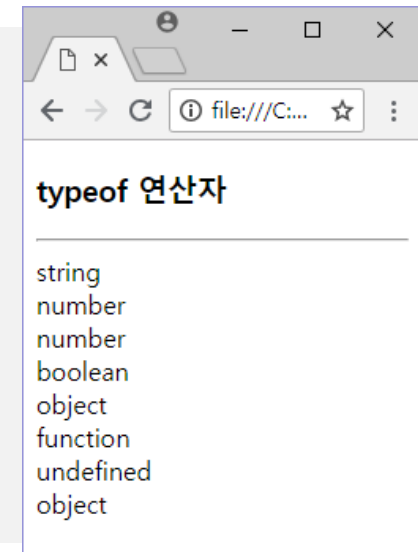 file:///C:...
typeof 연산자
string
number
number
boolean
object
function
undefined
object